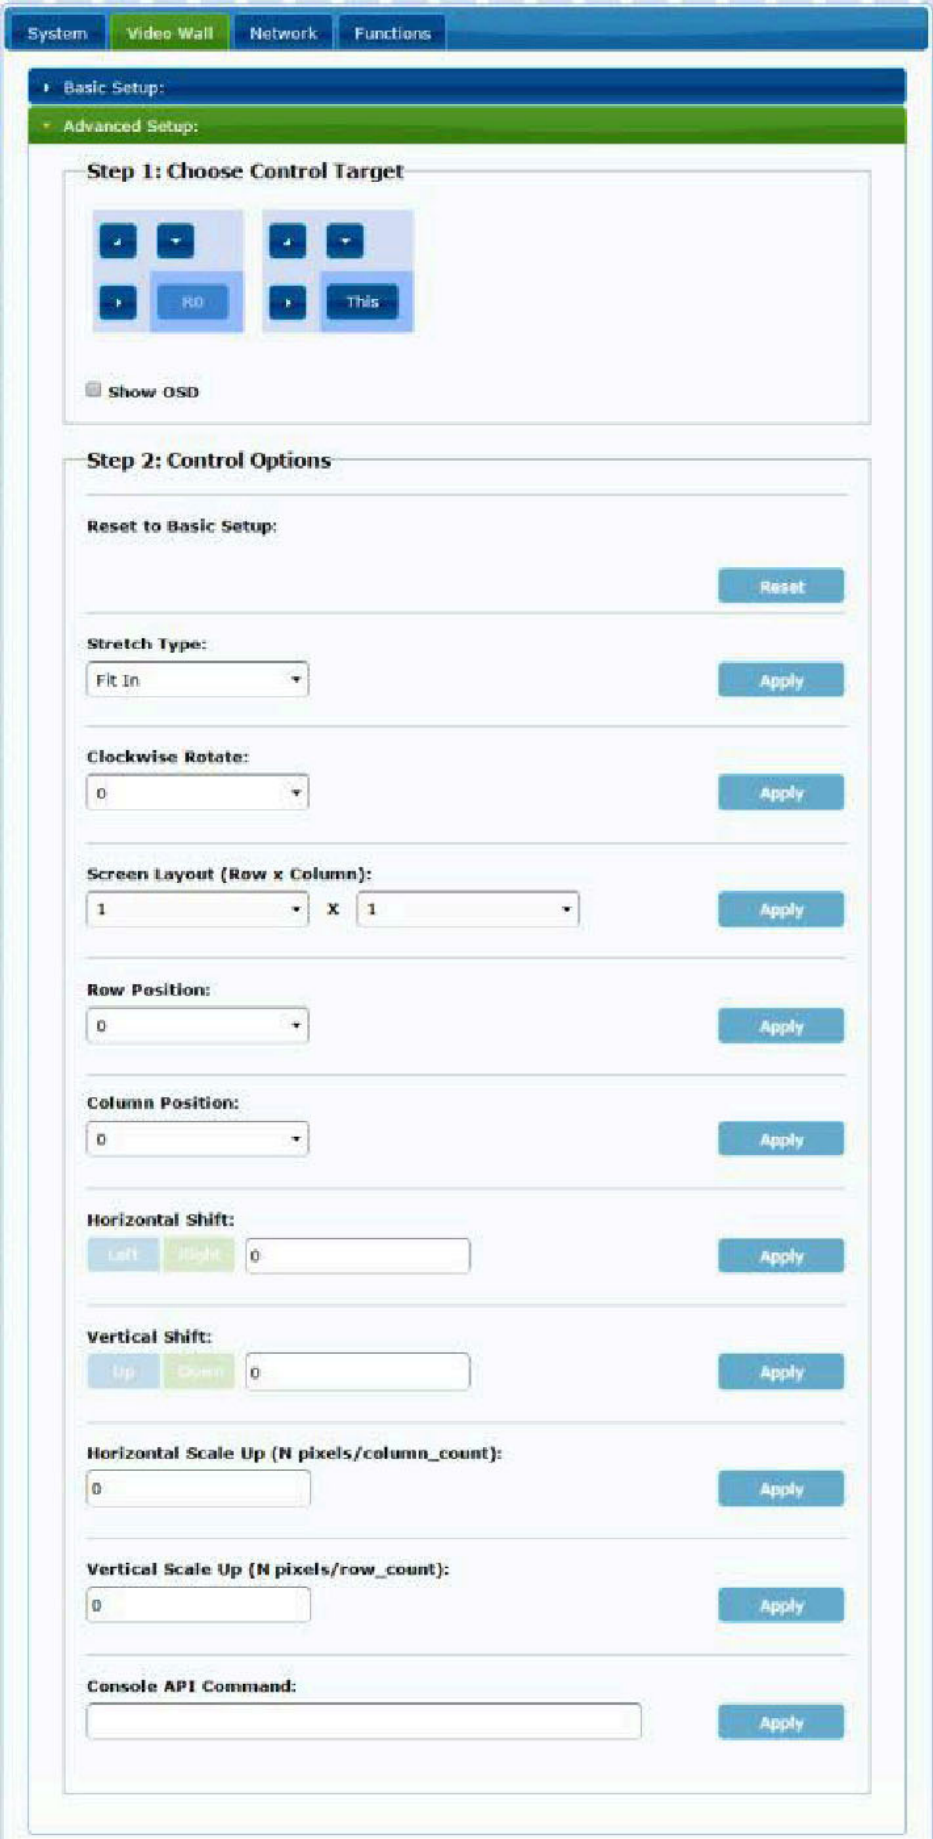 System Video Wall Network Functions
Basic Setup:
Advanced Setup:
Step 1: Choose Control Target
R0 This
Show OSD
Step 2: Control Options
Reset to Basic Setup:
Reset
Stretch Type:
Fit In Apply
Clockwise Rotate:
0 Apply
Screen Layout (Row x Column):
1 X 1 Apply
Row Position:
0 Apply
Column Position:
0 Apply
Horizontal Shift:
Left Right 0 Apply
Vertical Shift:
Up Down 0 Apply
Horizontal Scale Up (N pixels/column_count):
0 Apply
Vertical Scale Up (N pixels/row_count):
0 Apply
Console API Command:
Apply